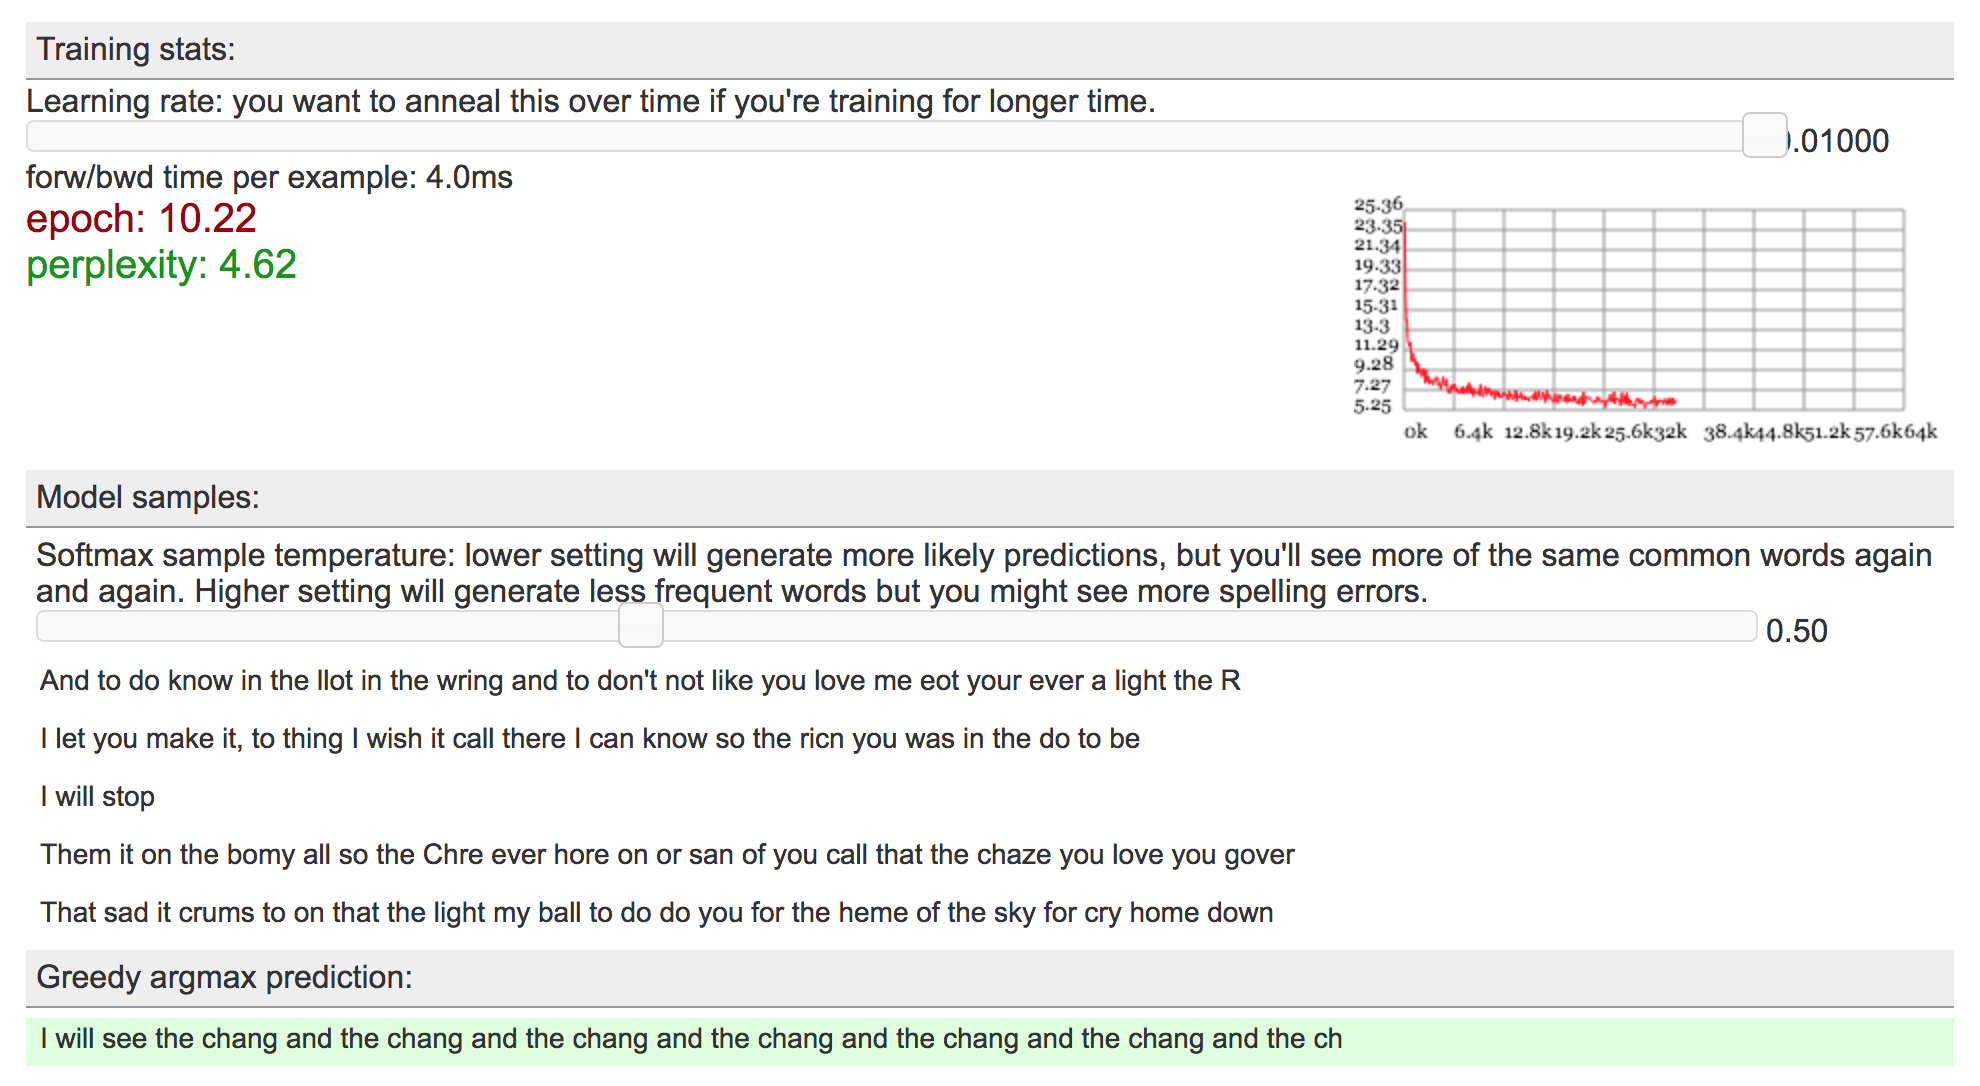 Training stats:
Learning rate: you want to anneal this over time if you're training for longer time.
.01000
forw/bwd time per example: 4.0ms
epoch: 10.22
perplexity: 4.62
25.36
23.35
21.34
19.33
17.32
15.31
13.3
11.29
9.28
7.27
5.25
0k 6.4k 12.8k 19.2k 25.6k 32k 38.4k 44.8k 51.2k 57.6k 64k
Model samples:
Softmax sample temperature: lower setting will generate more likely predictions, but you'll see more of the same common words again
and again. Higher setting will generate less frequent words but you might see more spelling errors.
0.50
And to do know in the llot in the wring and to don't not like you love me eot your ever a light the R
I let you make it, to thing I wish it call there I can know so the ricn you was in the do to be
I will stop
Them it on the bomy all so the Chre ever hore on or san of you call that the chaze you love you gover
That sad it crums to on that the light my ball to do do you for the heme of the sky for cry home down
Greedy argmax prediction:
I will see the chang and the chang and the chang and the chang and the chang and the chang and the ch